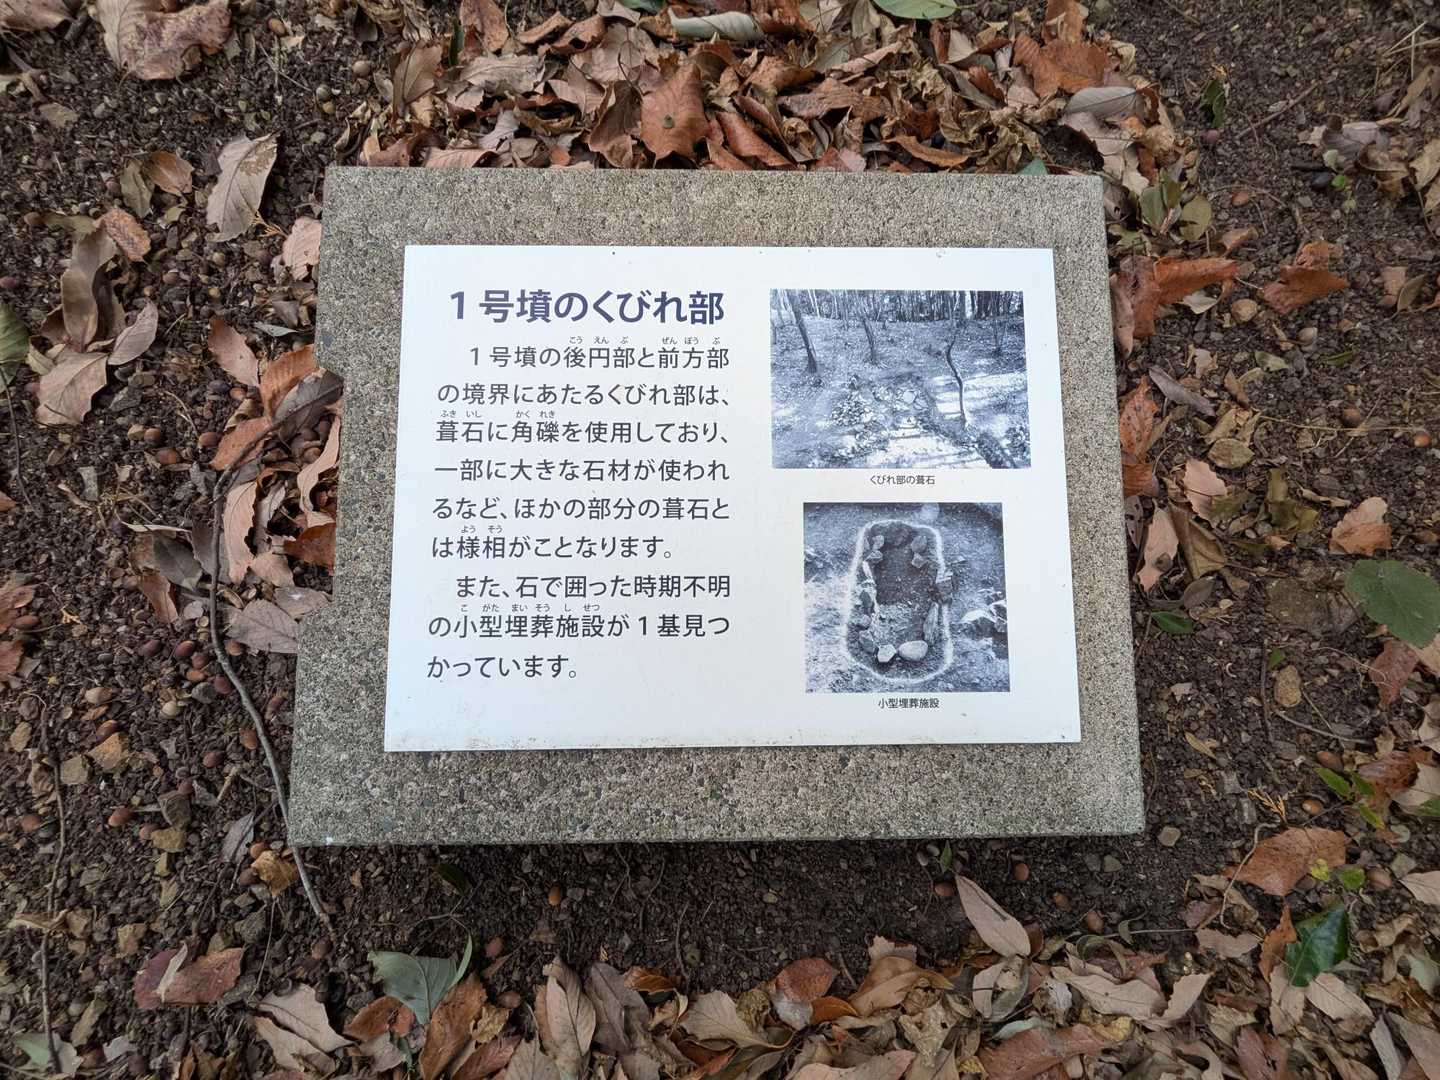 1号墳のくびれ部
こう えん ぶ ぜん ぽう ぶ
1号墳の後円部と前方部
の境界にあたるくびれ部は、
ふき いし かく れき
葺石に角礫を使用しており、
一部に大きな石材が使われ
るなど、ほかの部分の葺石と
よう そう
は様相がことなります。
また、石で囲った時期不明
こ がた まい そう し せつ
の小型埋葬施設が1基見つ
かっています。
くびれ部の葺石
小型埋葬施設